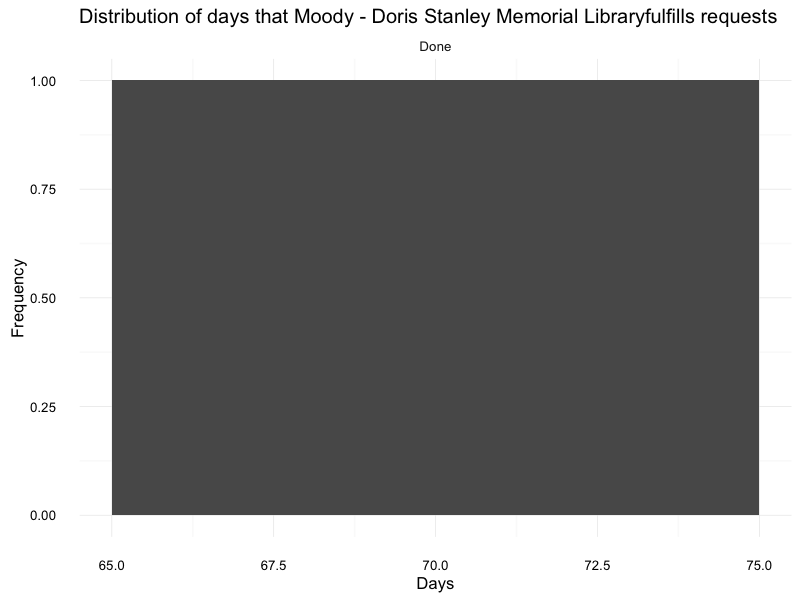 Distribution of days that Moody - Doris Stanley Memorial Libraryfulfills requests
Done
1.00
0.75
0.50
0.25
0.00
Frequency
65.0 67.5 70.0 72.5 75.0
Days